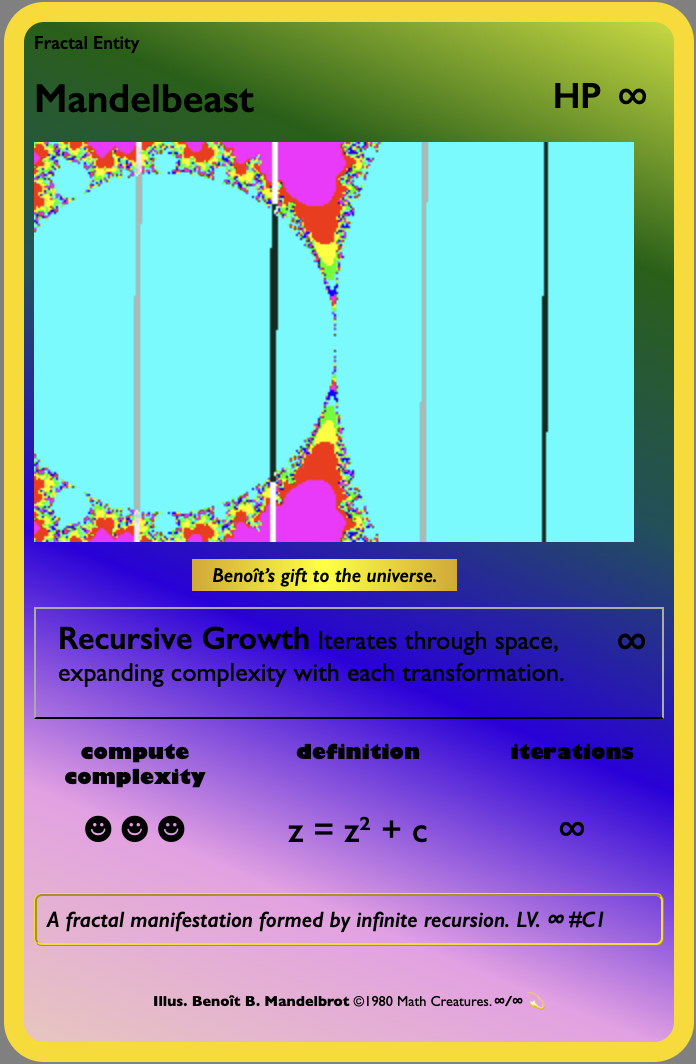 Fractal Entity
Mandelbeast HP ∞
Benoît's gift to the universe.
Recursive Growth Iterates through space, ∞
expanding complexity with each transformation.
compute definition iterations
complexity
☻ ☻ ☻ z = z² + c ∞
A fractal manifestation formed by infinite recursion. LV. ∞ #C1
Illus. Benoît B. Mandelbrot ©1980 Math Creatures. ∞/∞ 💫